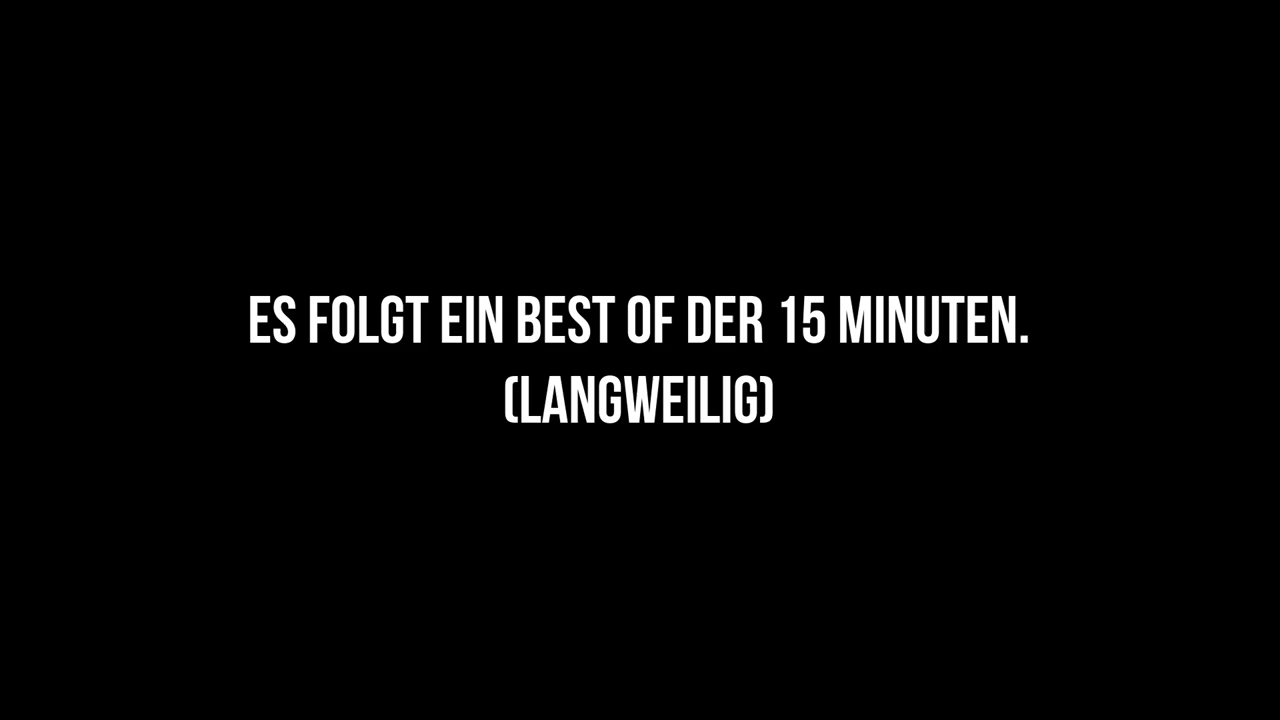 ES FOLGT EIN BEST OF DER 15 MINUTEN.
(LANGWEILIG)